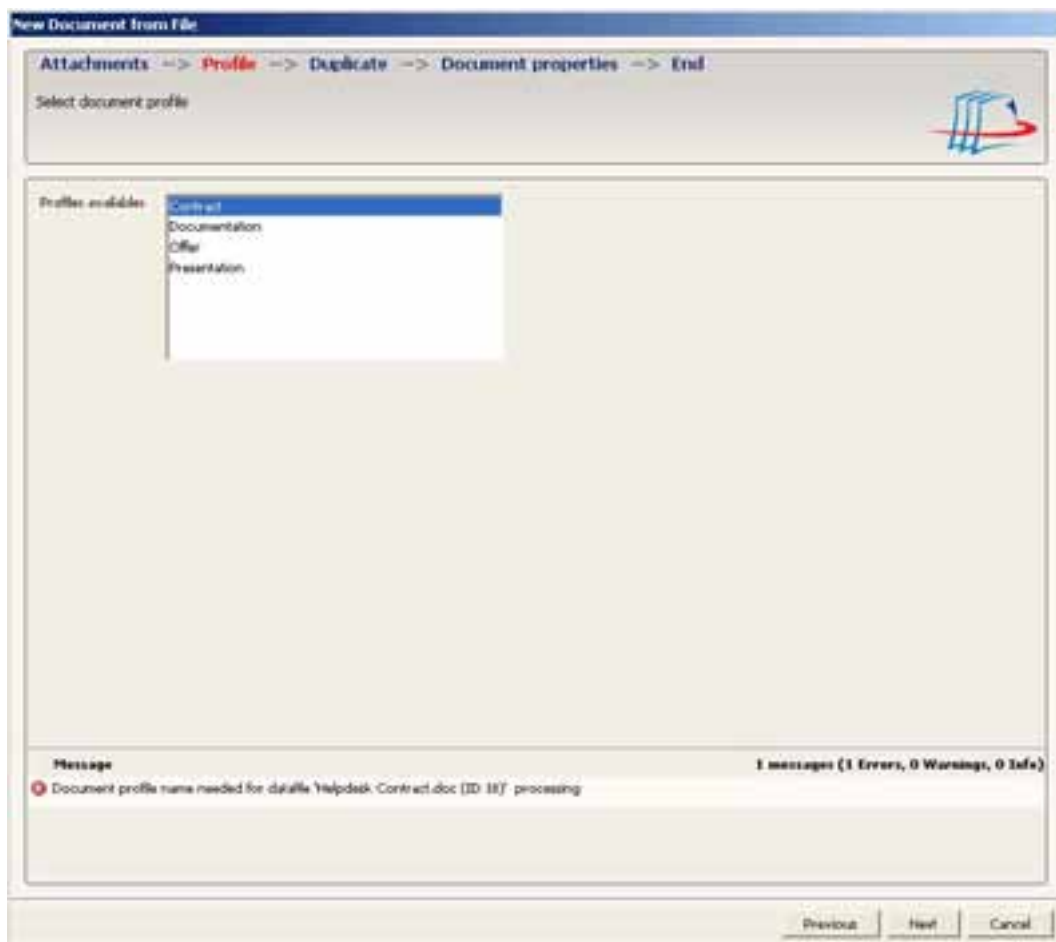 New Document from File
Attachments --> Profile --> Duplicate --> Document properties --> End
Select document profile
Profiles available:
Contract
Documentation
Offer
Presentation
Message 1 messages (1 Errors, 0 Warnings, 0 Info)
Document profile name needed for datafile 'Helpdesk Contract.doc (ID 18)' processing
Previous Next Cancel